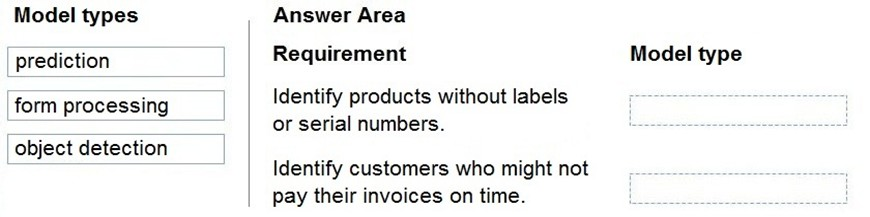 Model types
prediction
form processing
object detection
Answer Area
Requirement
Model type
Identify products without labels
or serial numbers.
Identify customers who might not
pay their invoices on time.